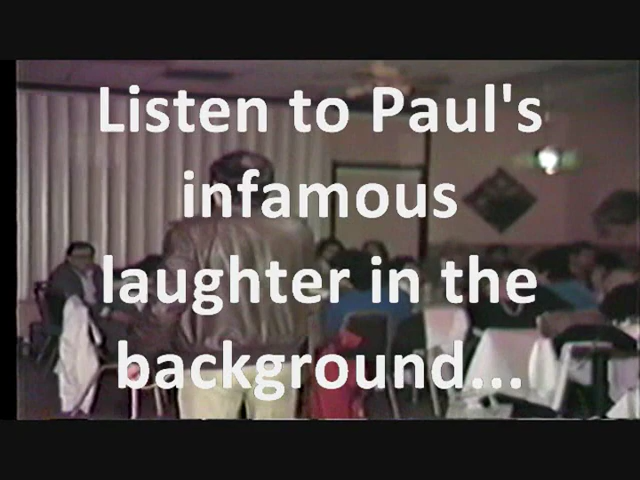 Listen to Paul's
infamous
laughter in the
background...